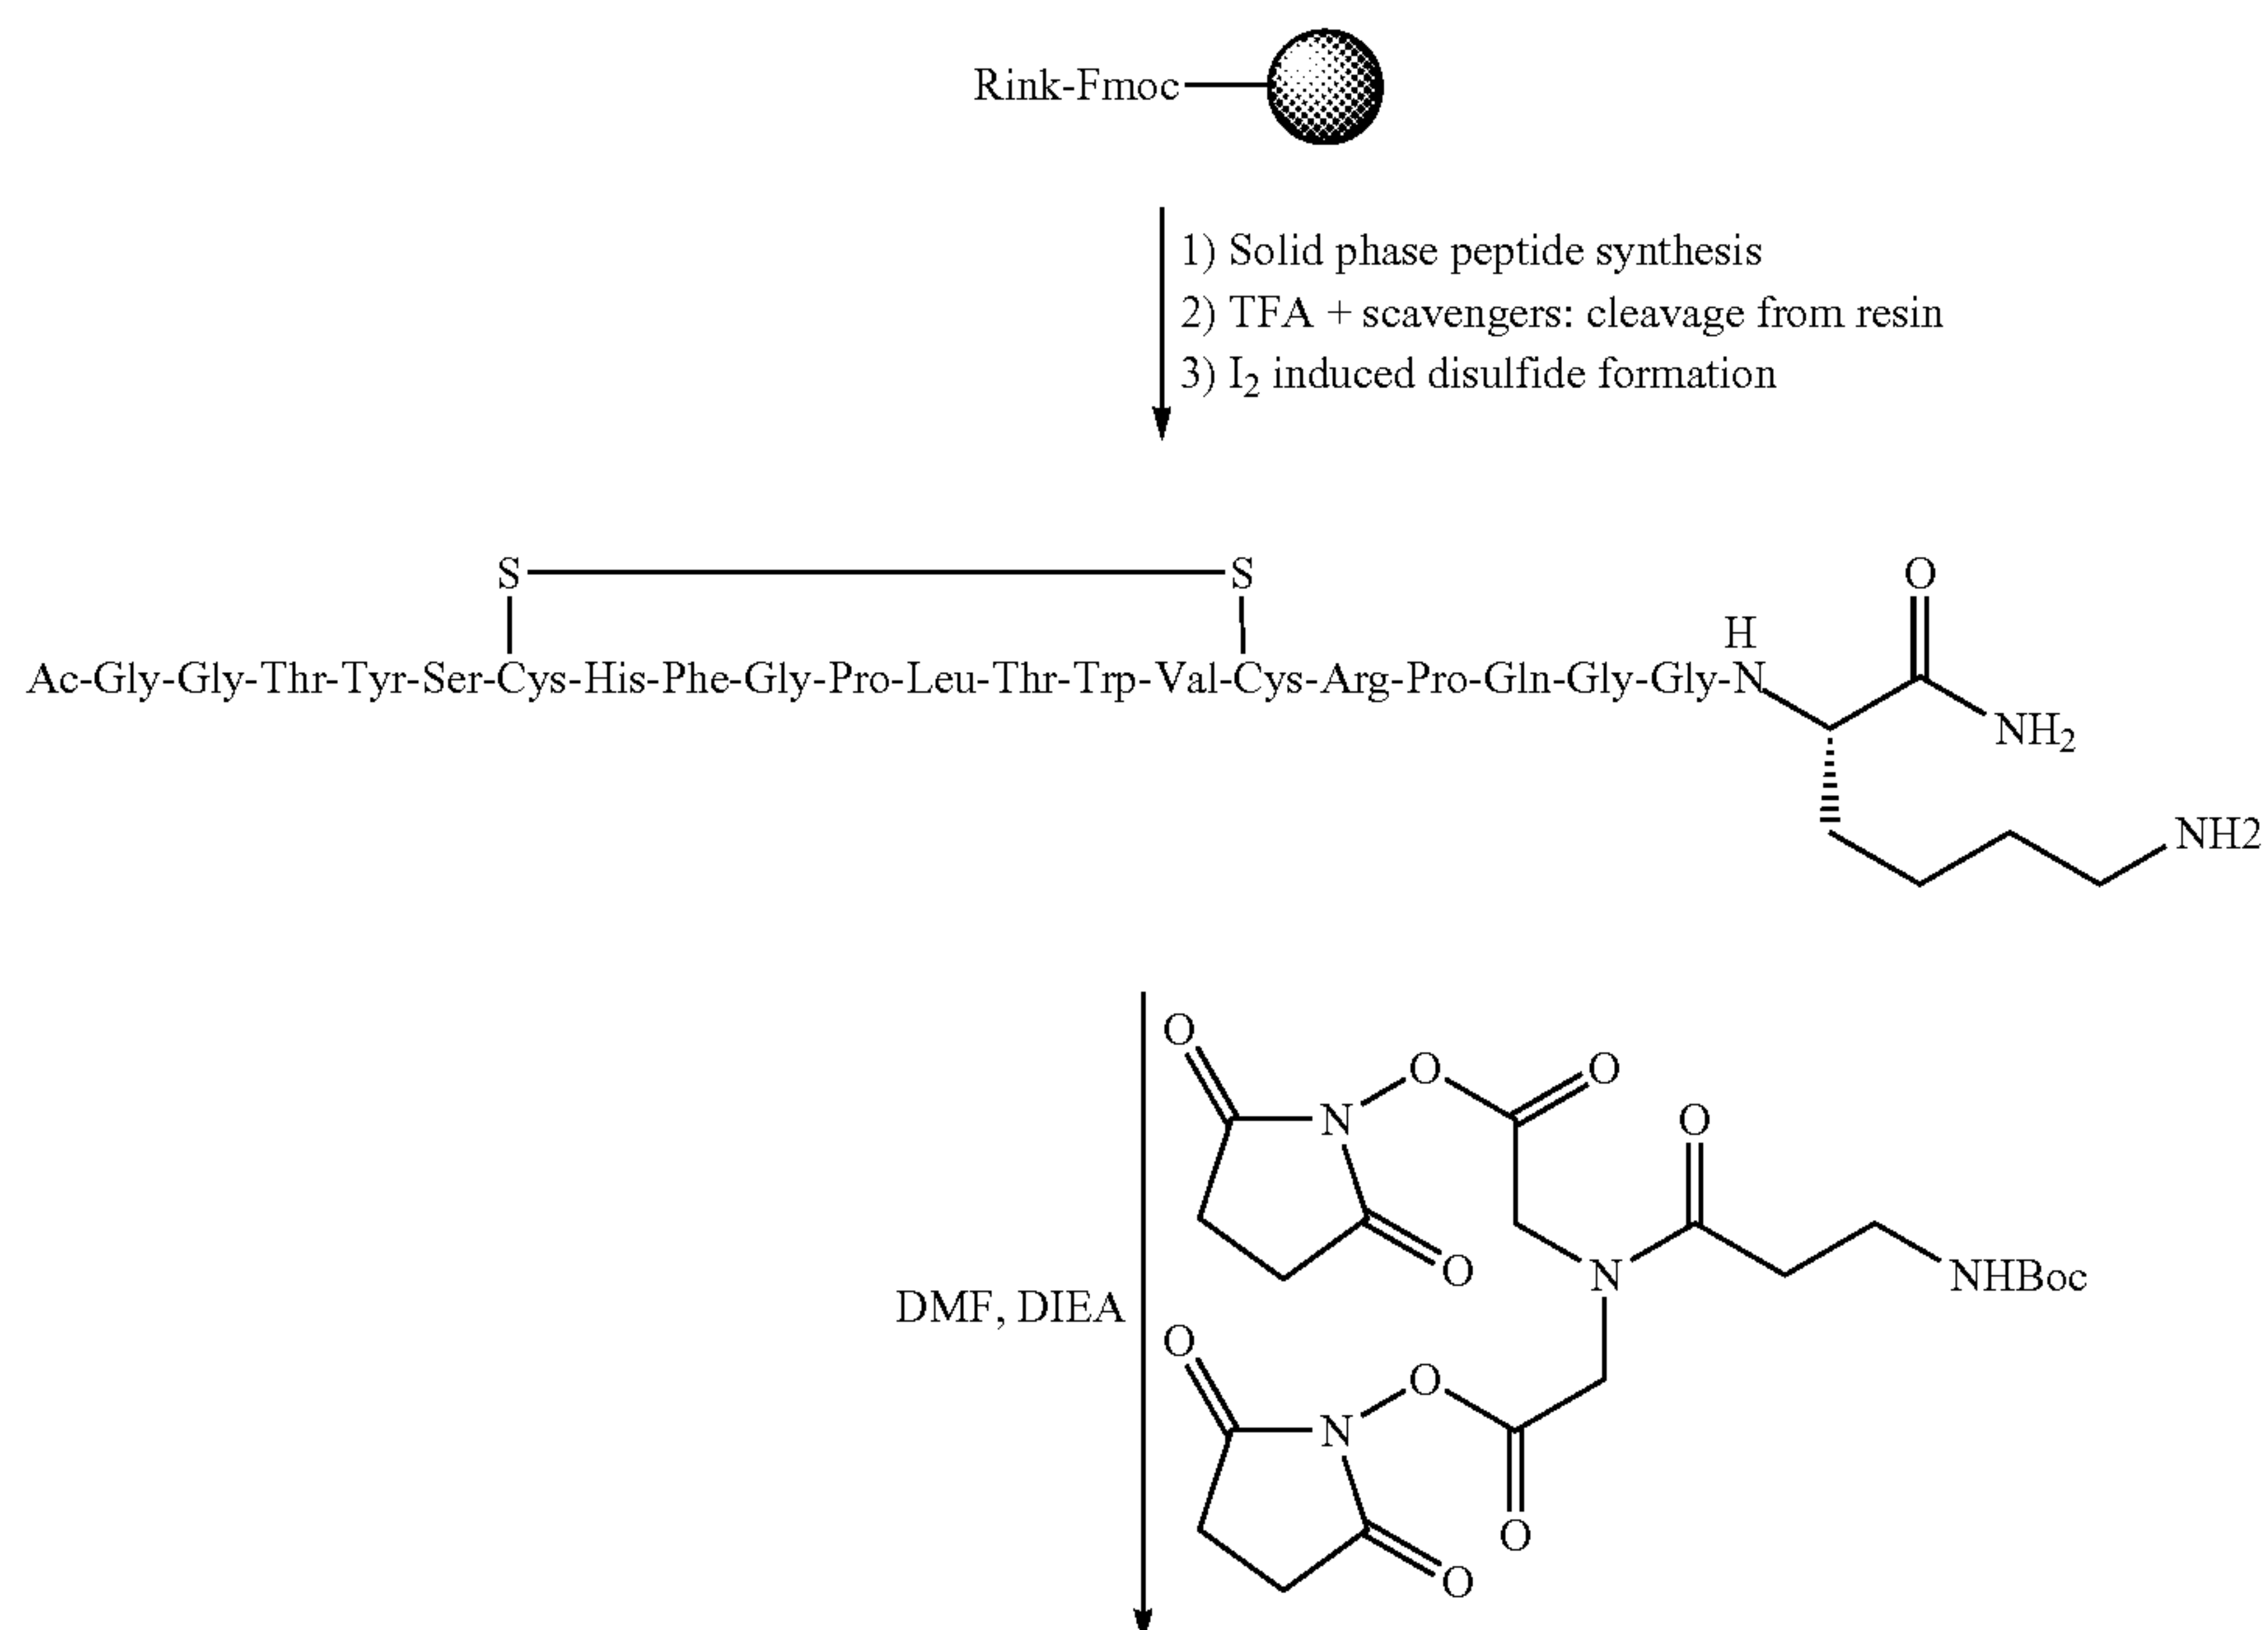 Rink-Fmoc
1) Solid phase peptide synthesis
2) TFA + scavengers: cleavage from resin
3) I2 induced disulfide formation
S S O
H
Ac-Gly-Gly-Thr-Tyr-Ser-Cys-His-Phe-Gly-Pro-Leu-Thr-Trp-Val-Cys-Arg-Pro-Gln-Gly-Gly-N
NH2
NH2
O
O O
N O
O
N NHBoc
DMF, DIEA
O
O
N
O
O